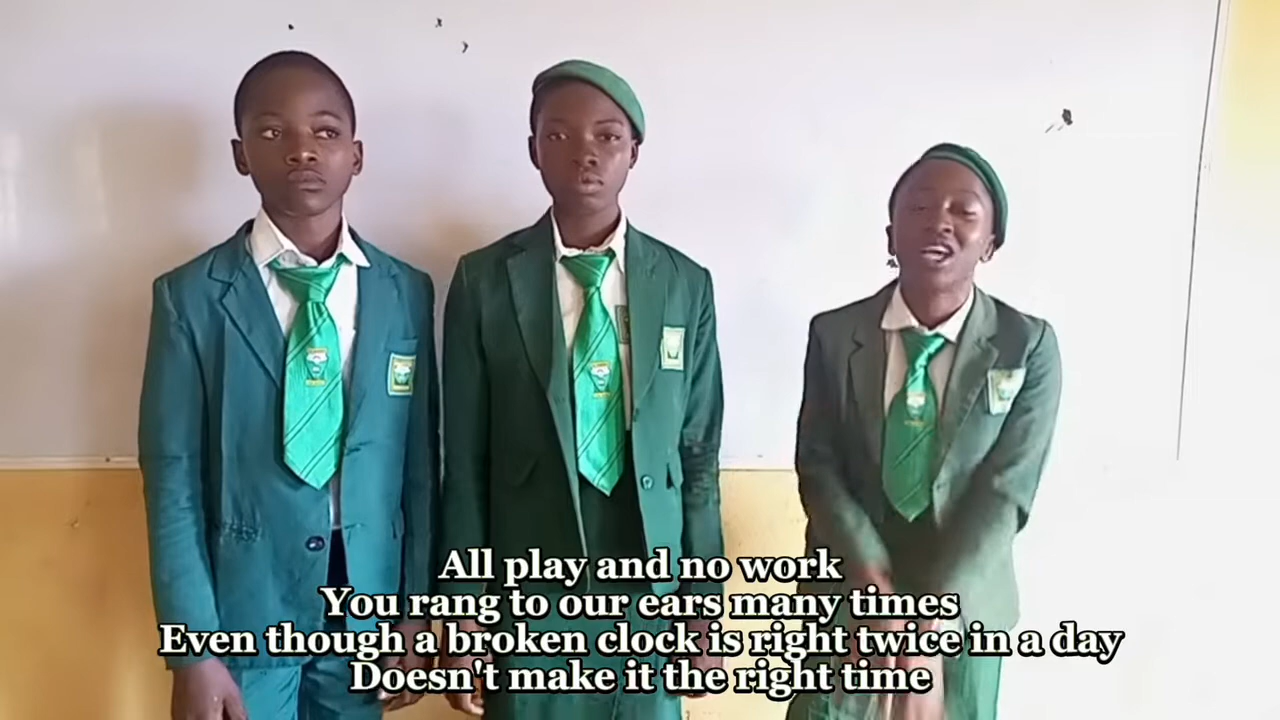 All play and no work
You rang to our ears many times
Even though a broken clock is right twice in a day
Doesn't make it the right time